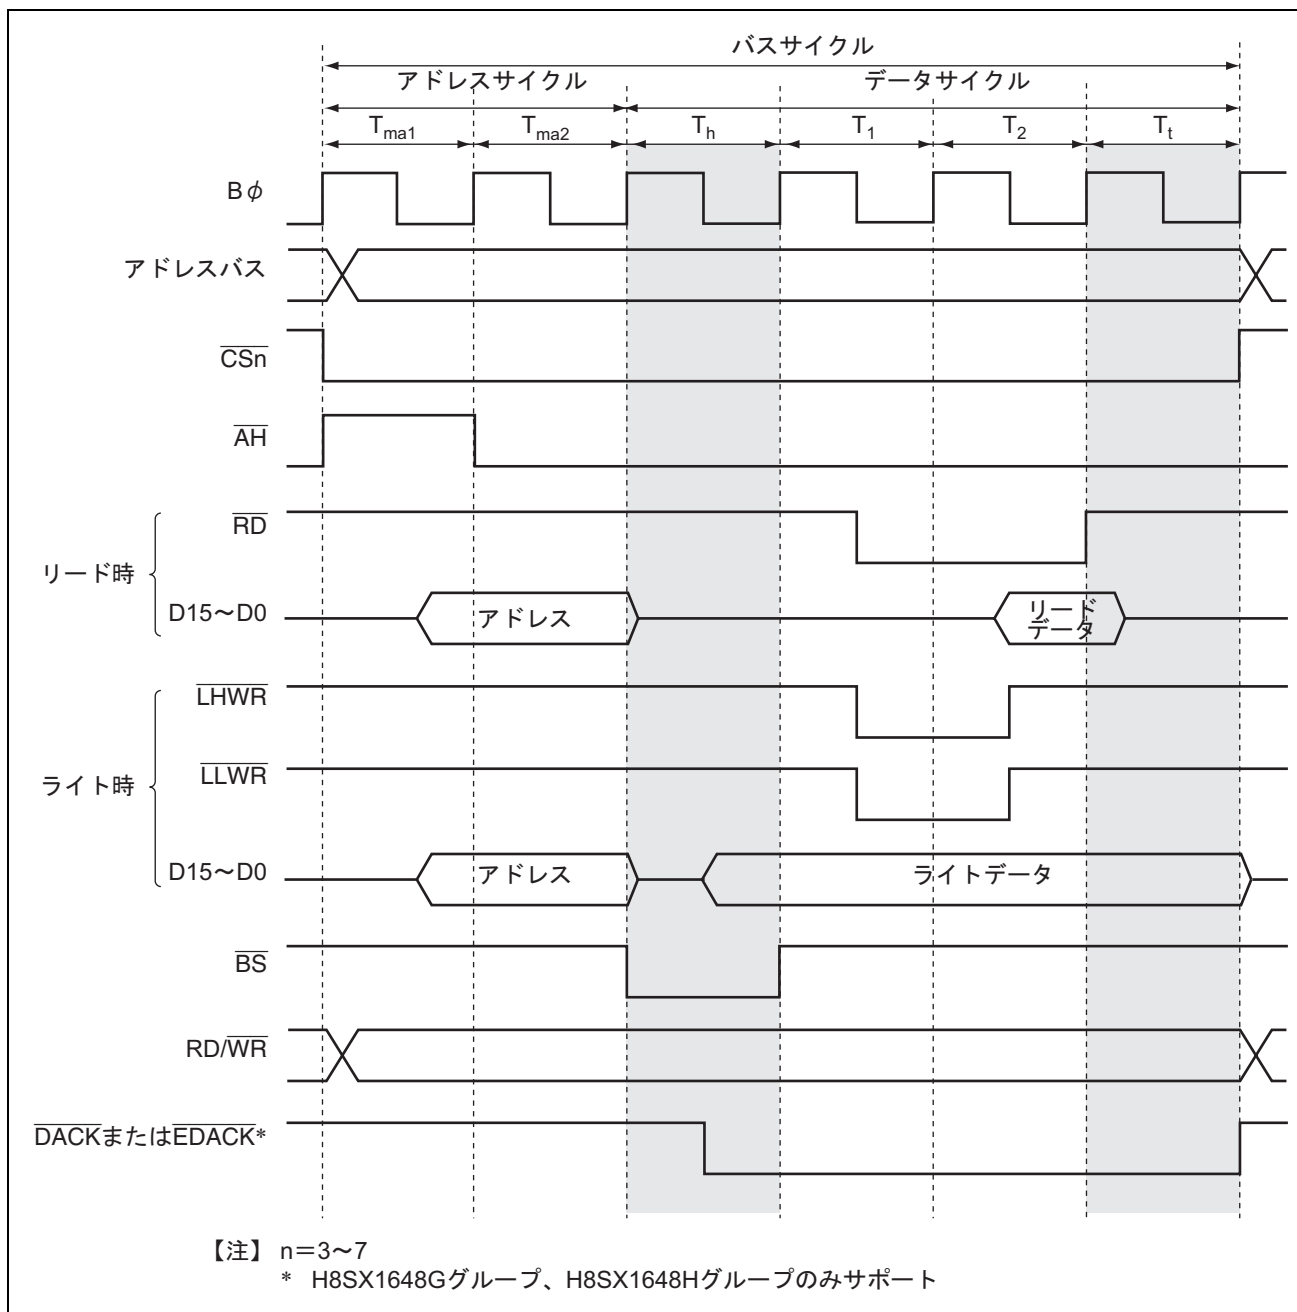 バスサイクル
アドレスサイクル データサイクル
Tma1 Tma2 Th T1 T2 Tt
Bφ
アドレスバス
CSn
AH
RD
リード時
D15～D0 アドレス リード
データ
LHWR
LLWR
ライト時
D15～D0 アドレス ライトデータ
BS
RD/WR
DACKまたはEDACK*
【注】 n＝3～7
* H8SX1648Gグループ、H8SX1648Hグループのみサポート